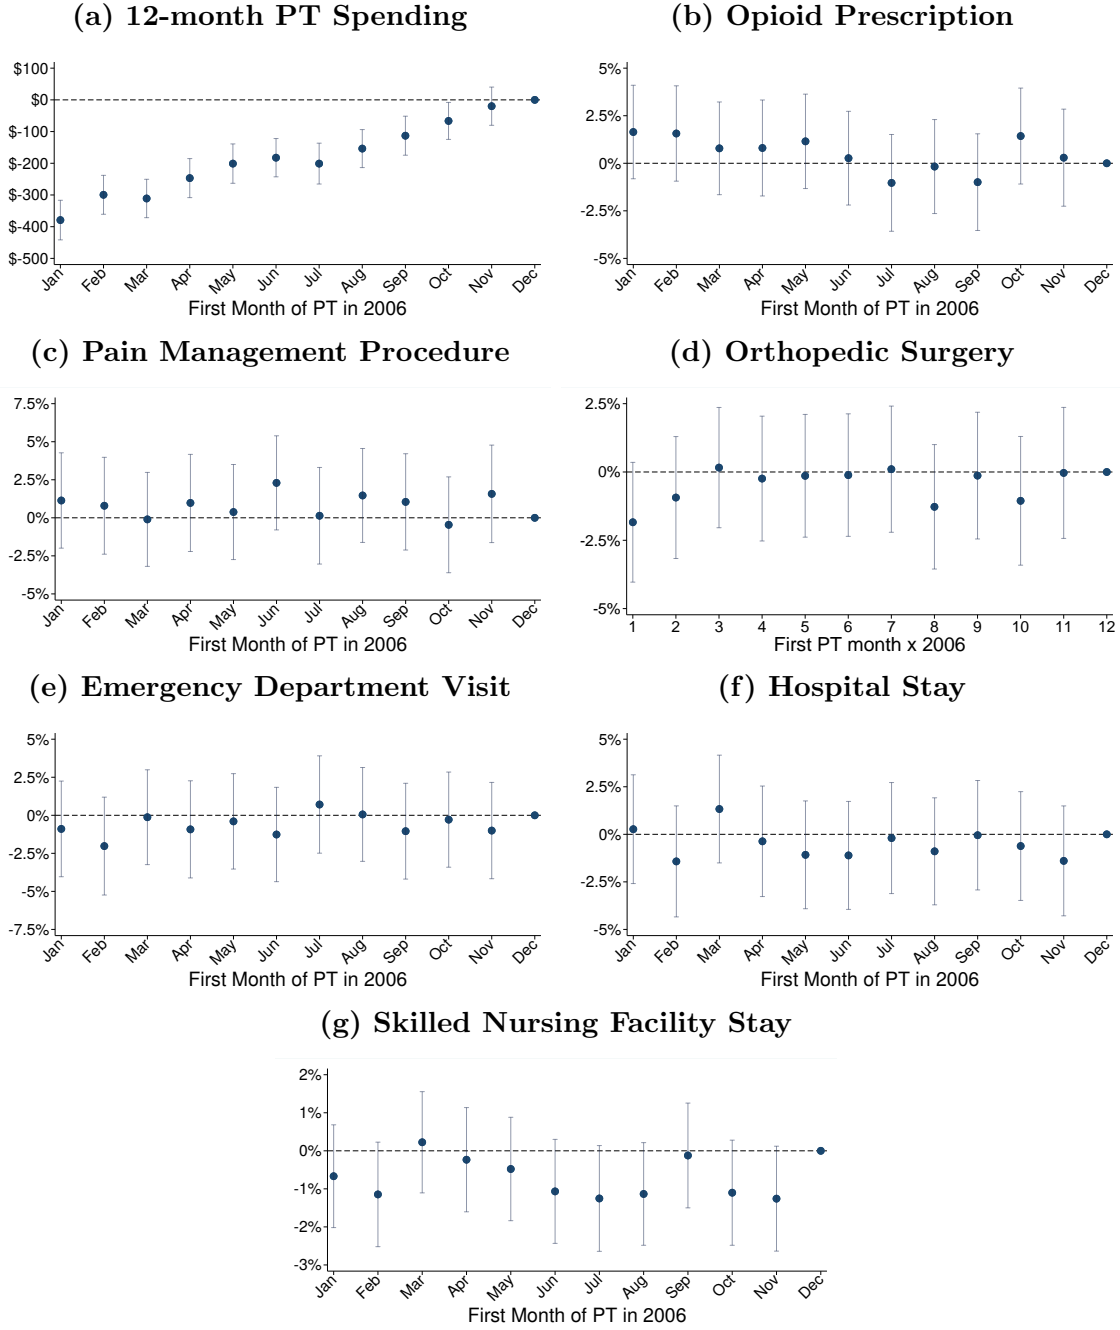 (a) 12-month PT Spending
$100
$0
$-100
$-200
$-300
$-400
$-500
Jan Feb Mar Apr May Jun Jul Aug Sep Oct Nov Dec
First Month of PT in 2006
(b) Opioid Prescription
5%
2.5%
0%
-2.5%
-5%
Jan Feb Mar Apr May Jun Jul Aug Sep Oct Nov Dec
First Month of PT in 2006
(c) Pain Management Procedure
7.5%
5%
2.5%
0%
-2.5%
-5%
Jan Feb Mar Apr May Jun Jul Aug Sep Oct Nov Dec
First Month of PT in 2006
(d) Orthopedic Surgery
2.5%
0%
-2.5%
-5%
1 2 3 4 5 6 7 8 9 10 11 12
First PT month x 2006
(e) Emergency Department Visit
5%
2.5%
0%
-2.5%
-5%
-7.5%
Jan Feb Mar Apr May Jun Jul Aug Sep Oct Nov Dec
First Month of PT in 2006
(f) Hospital Stay
5%
2.5%
0%
-2.5%
-5%
Jan Feb Mar Apr May Jun Jul Aug Sep Oct Nov Dec
First Month of PT in 2006
(g) Skilled Nursing Facility Stay
2%
1%
0%
-1%
-2%
-3%
Jan Feb Mar Apr May Jun Jul Aug Sep Oct Nov Dec
First Month of PT in 2006